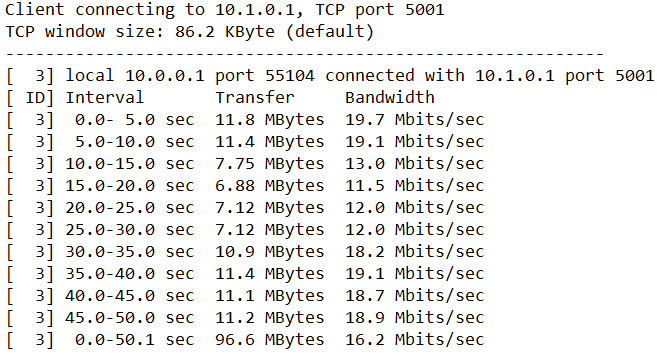 Client connecting to 10.1.0.1, TCP port 5001
TCP window size: 86.2 KByte (default)
------------------------------------------------------------
[  3] local 10.0.0.1 port 55104 connected with 10.1.0.1 port 5001
[ ID] Interval       Transfer     Bandwidth
[  3]  0.0- 5.0 sec  11.8 MBytes  19.7 Mbits/sec
[  3]  5.0-10.0 sec  11.4 MBytes  19.1 Mbits/sec
[  3] 10.0-15.0 sec  7.75 MBytes  13.0 Mbits/sec
[  3] 15.0-20.0 sec  6.88 MBytes  11.5 Mbits/sec
[  3] 20.0-25.0 sec  7.12 MBytes  12.0 Mbits/sec
[  3] 25.0-30.0 sec  7.12 MBytes  12.0 Mbits/sec
[  3] 30.0-35.0 sec  10.9 MBytes  18.2 Mbits/sec
[  3] 35.0-40.0 sec  11.4 MBytes  19.1 Mbits/sec
[  3] 40.0-45.0 sec  11.1 MBytes  18.7 Mbits/sec
[  3] 45.0-50.0 sec  11.2 MBytes  18.9 Mbits/sec
[  3]  0.0-50.1 sec  96.6 MBytes  16.2 Mbits/sec